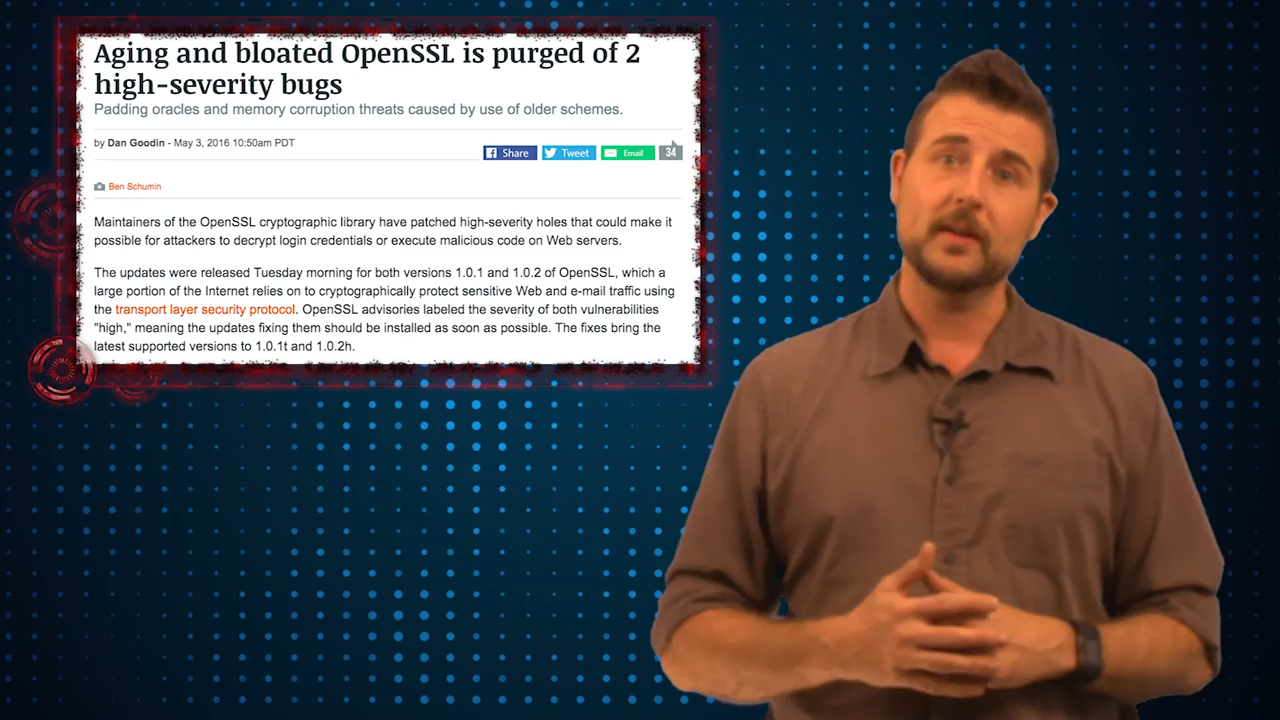 Aging and bloated OpenSSL is purged of 2
high-severity bugs
Padding oracles and memory corruption threats caused by use of older schemes.
by Dan Goodin - May 3, 2016 10:50am PDT
Share Tweet Email 34
Ben Schumin
Maintainers of the OpenSSL cryptographic library have patched high-severity holes that could make it
possible for attackers to decrypt login credentials or execute malicious code on Web servers.
The updates were released Tuesday morning for both versions 1.0.1 and 1.0.2 of OpenSSL, which a
large portion of the Internet relies on to cryptographically protect sensitive Web and e-mail traffic using
the transport layer security protocol. OpenSSL advisories labeled the severity of both vulnerabilities
"high," meaning the updates fixing them should be installed as soon as possible. The fixes bring the
latest supported versions to 1.0.1t and 1.0.2h.